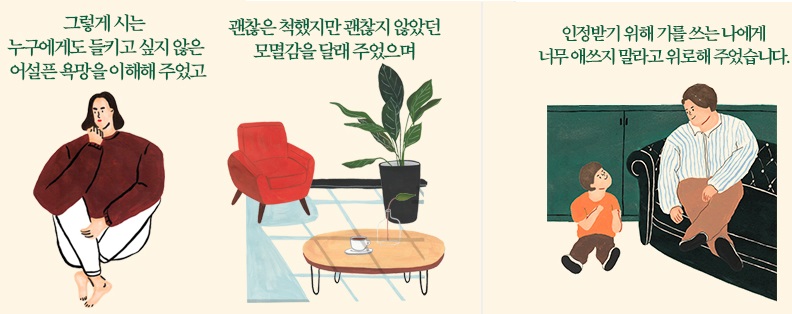 그렇게 시는
누구에게도 들키고 싶지 않은
어설픈 욕망을 이해해 주었고
괜찮은 척했지만 괜찮지 않았던
모멸감을 달래 주었으며
인정받기 위해 기를 쓰는 나에게
너무 애쓰지 말라고 위로해 주었습니다.